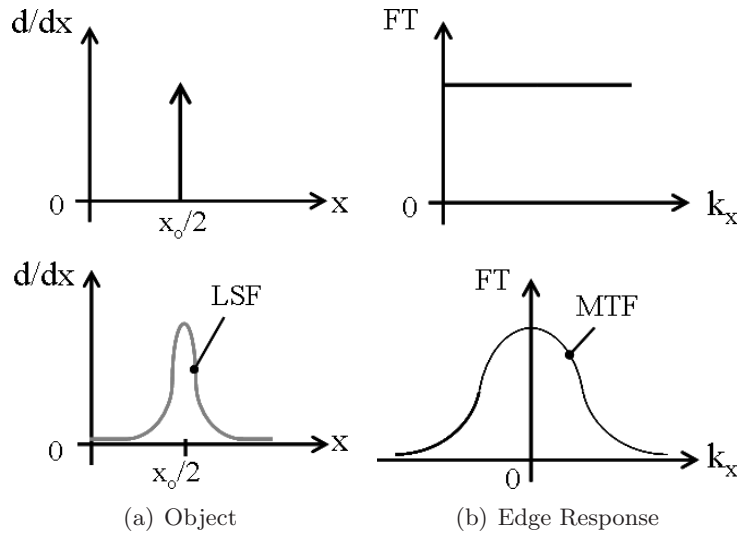 d/dx
0
x₀/2
x
FT
0
kₓ
d/dx
LSF
0
x₀/2
x
FT
MTF
0
kₓ
(a) Object
(b) Edge Response